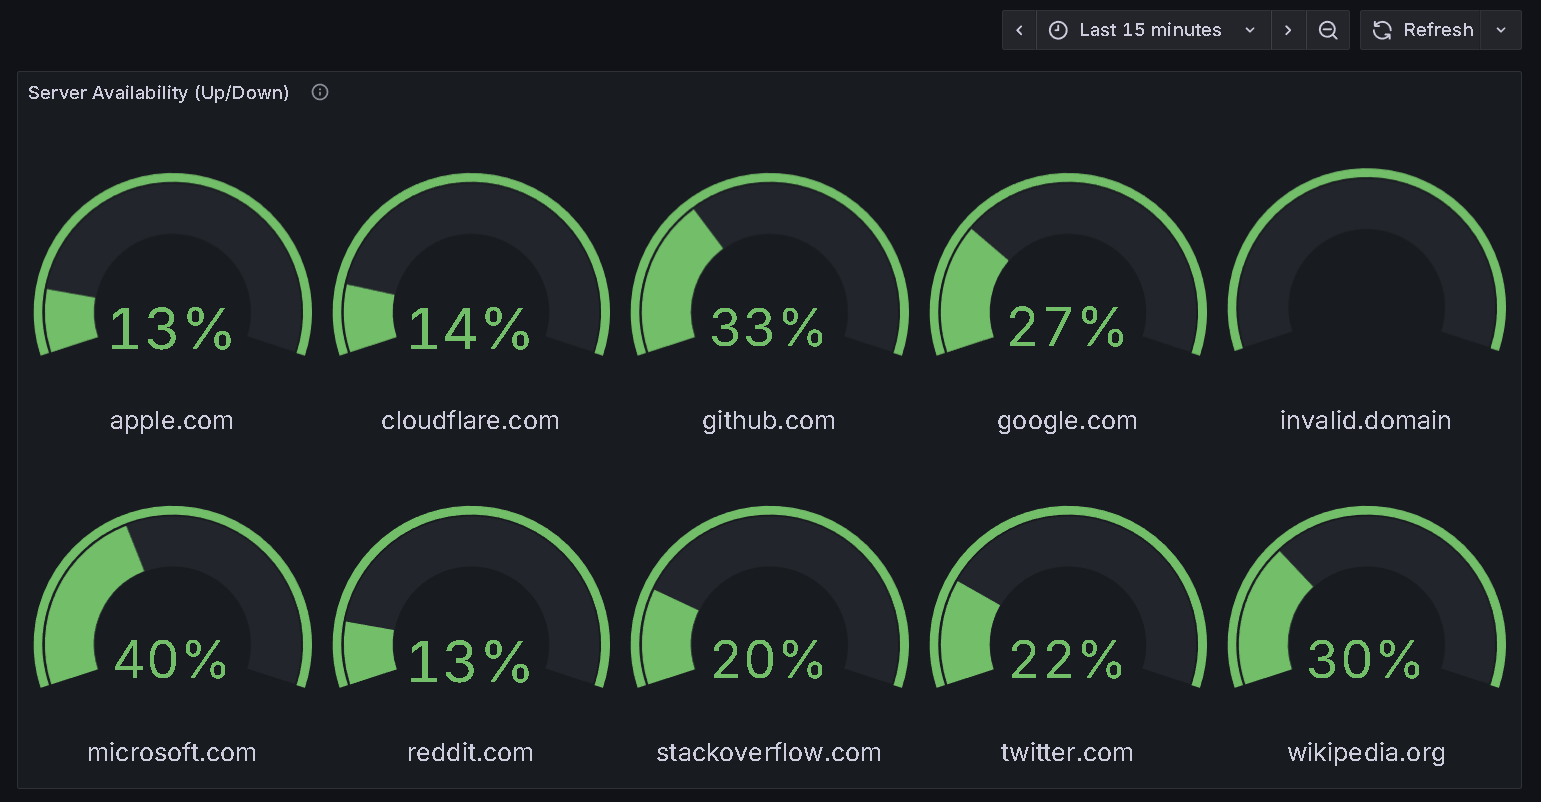 Last 15 minutes
Refresh
Server Availability (Up/Down)
13% 14% 33% 27%
apple.com cloudflare.com github.com google.com invalid.domain
40% 13% 20% 22% 30%
microsoft.com reddit.com stackoverflow.com twitter.com wikipedia.org